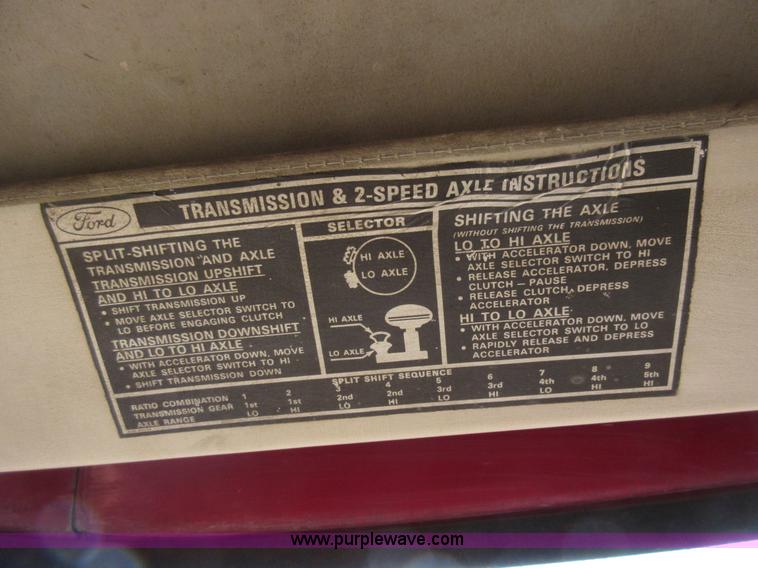 Ford
TRANSMISSION & 2-SPEED AXLE INSTRUCTIONS
SPLIT-SHIFTING THE
TRANSMISSION AND AXLE
TRANSMISSION UPSHIFT
AND HI TO LO AXLE
• SHIFT TRANSMISSION UP
• MOVE AXLE SELECTOR SWITCH TO
LO BEFORE ENGAGING CLUTCH
TRANSMISSION DOWNSHIFT
AND LO TO HI AXLE
• WITH ACCELERATOR DOWN, MOVE
AXLE SELECTOR SWITCH TO HI
• SHIFT TRANSMISSION DOWN
SELECTOR
HI AXLE
LO AXLE
HI AXLE
LO AXLE
SHIFTING THE AXLE
(WITHOUT SHIFTING THE TRANSMISSION)
LO TO HI AXLE
• WITH ACCELERATOR DOWN, MOVE
AXLE SELECTOR SWITCH TO HI
• RELEASE ACCELERATOR, DEPRESS
CLUTCH – PAUSE
• RELEASE CLUTCH, DEPRESS
ACCELERATOR
HI TO LO AXLE
• WITH ACCELERATOR DOWN, MOVE
AXLE SELECTOR SWITCH TO LO
• RAPIDLY RELEASE AND DEPRESS
ACCELERATOR
SPLIT SHIFT SEQUENCE
RATIO COMBINATION 1 2 3 4 5 6 7 8 9
TRANSMISSION GEAR 1st 1st 2nd 2nd 3rd 3rd 4th 4th 5th
AXLE RANGE LO HI LO HI LO HI LO HI HI
www.purplewave.com